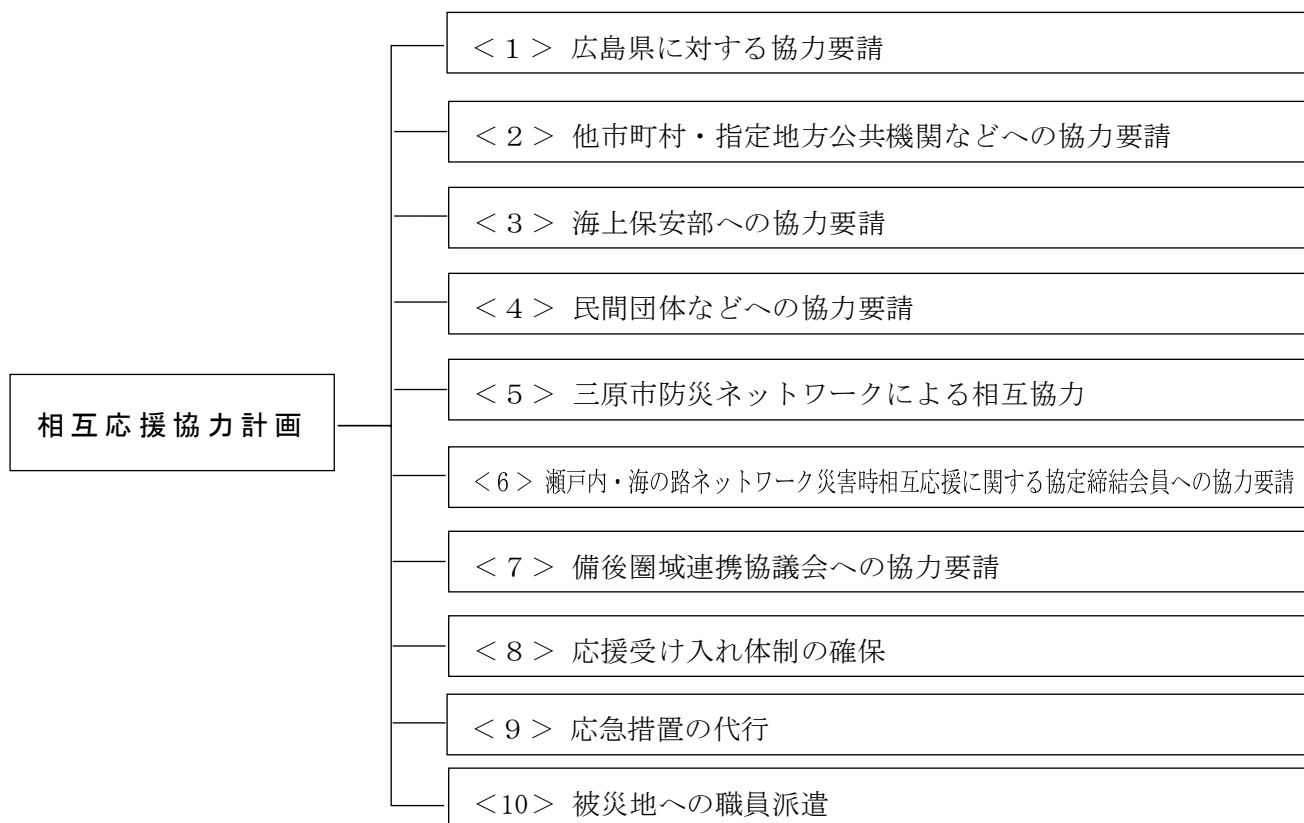 相互応援協力計画
＜１＞ 広島県に対する協力要請
＜２＞ 他市町村・指定地方公共機関などへの協力要請
＜３＞ 海上保安部への協力要請
＜４＞ 民間団体などへの協力要請
＜５＞ 三原市防災ネットワークによる相互協力
＜6＞ 瀬戸内・海の路ネットワーク災害時相互応援に関する協定締結会員への協力要請
＜７＞ 備後圏域連携協議会への協力要請
＜８＞ 応援受け入れ体制の確保
＜９＞ 応急措置の代行
＜10＞ 被災地への職員派遣